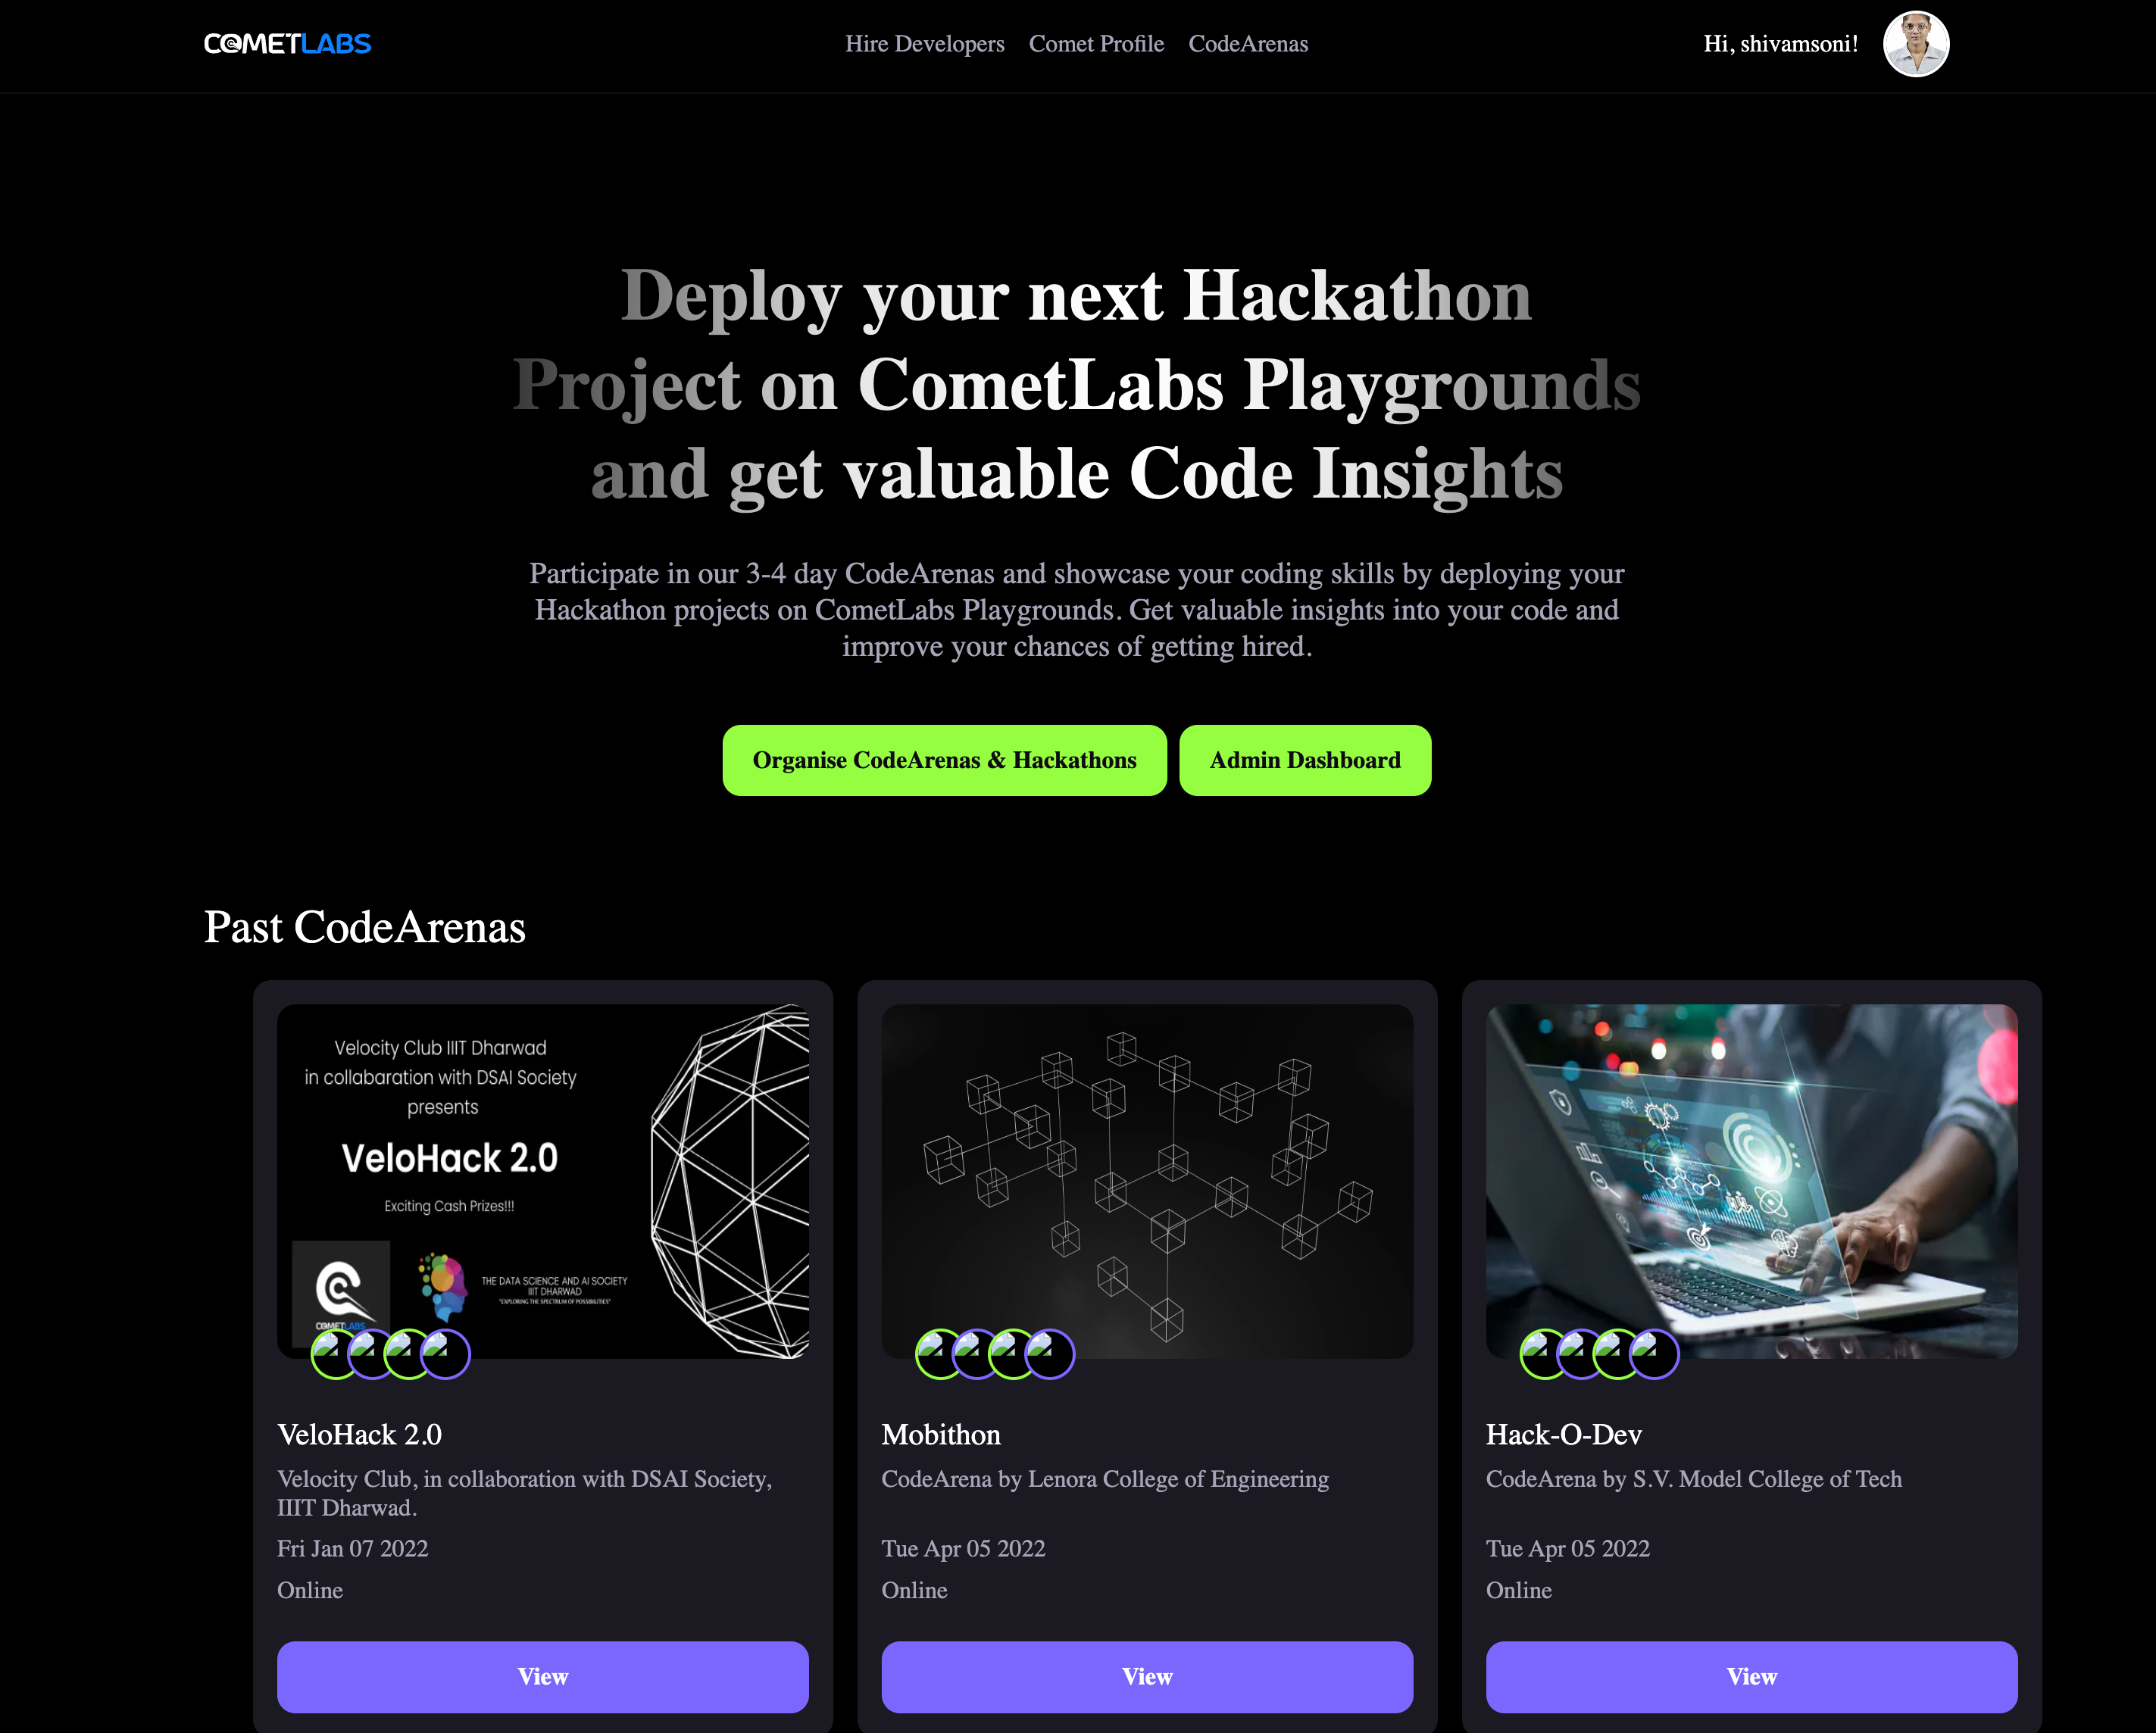 COMETLABS
Hire Developers Comet Profile CodeArenas
Hi, shivamsoni!
Deploy your next Hackathon
Project on CometLabs Playgrounds
and get valuable Code Insights
Participate in our 3-4 day CodeArenas and showcase your coding skills by deploying your
Hackathon projects on CometLabs Playgrounds. Get valuable insights into your code and
improve your chances of getting hired.
Organise CodeArenas & Hackathons
Admin Dashboard
Past CodeArenas
Velocity Club IIIT Dharwad
in collabaration with DSAI Society
presents
VeloHack 2.0
Exciting Cash Prizes!!!
COMETLABS
THE DATA SCIENCE AND AI SOCIETY
IIIT DHARWAD
"EXPLORING THE SPECTRUM OF POSSIBILITIES"
VeloHack 2.0
Velocity Club, in collaboration with DSAI Society,
IIIT Dharwad.
Fri Jan 07 2022
Online
View
Mobithon
CodeArena by Lenora College of Engineering
Tue Apr 05 2022
Online
View
Hack-O-Dev
CodeArena by S.V. Model College of Tech
Tue Apr 05 2022
Online
View